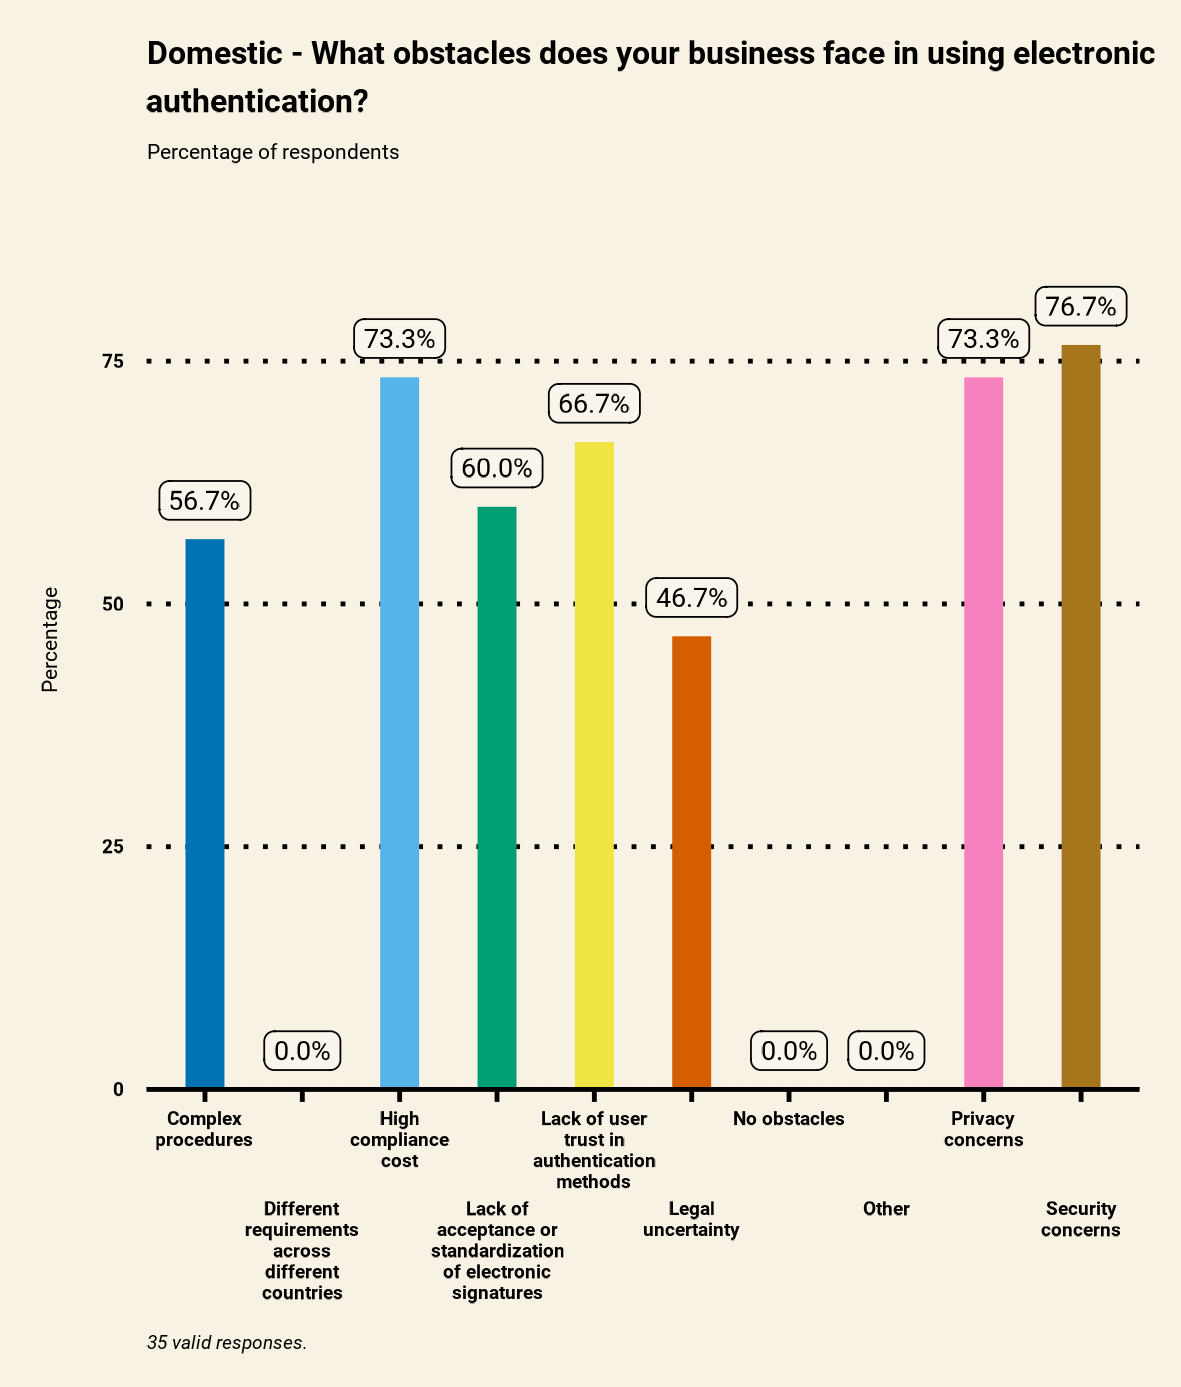 Domestic - What obstacles does your business face in using electronic
authentication?
Percentage of respondents
76.7%
73.3%
73.3%
75
66.7%
60.0%
56.7%
46.7%
50
Percentage
25
0.0%
0.0%
0.0%
0
Complex
procedures
High
compliance
cost
Lack of user
trust in
authentication
methods
No obstacles
Privacy
concerns
Different
requirements
across
different
countries
Lack of
acceptance or
standardization
of electronic
signatures
Legal
uncertainty
Other
Security
concerns
35 valid responses.